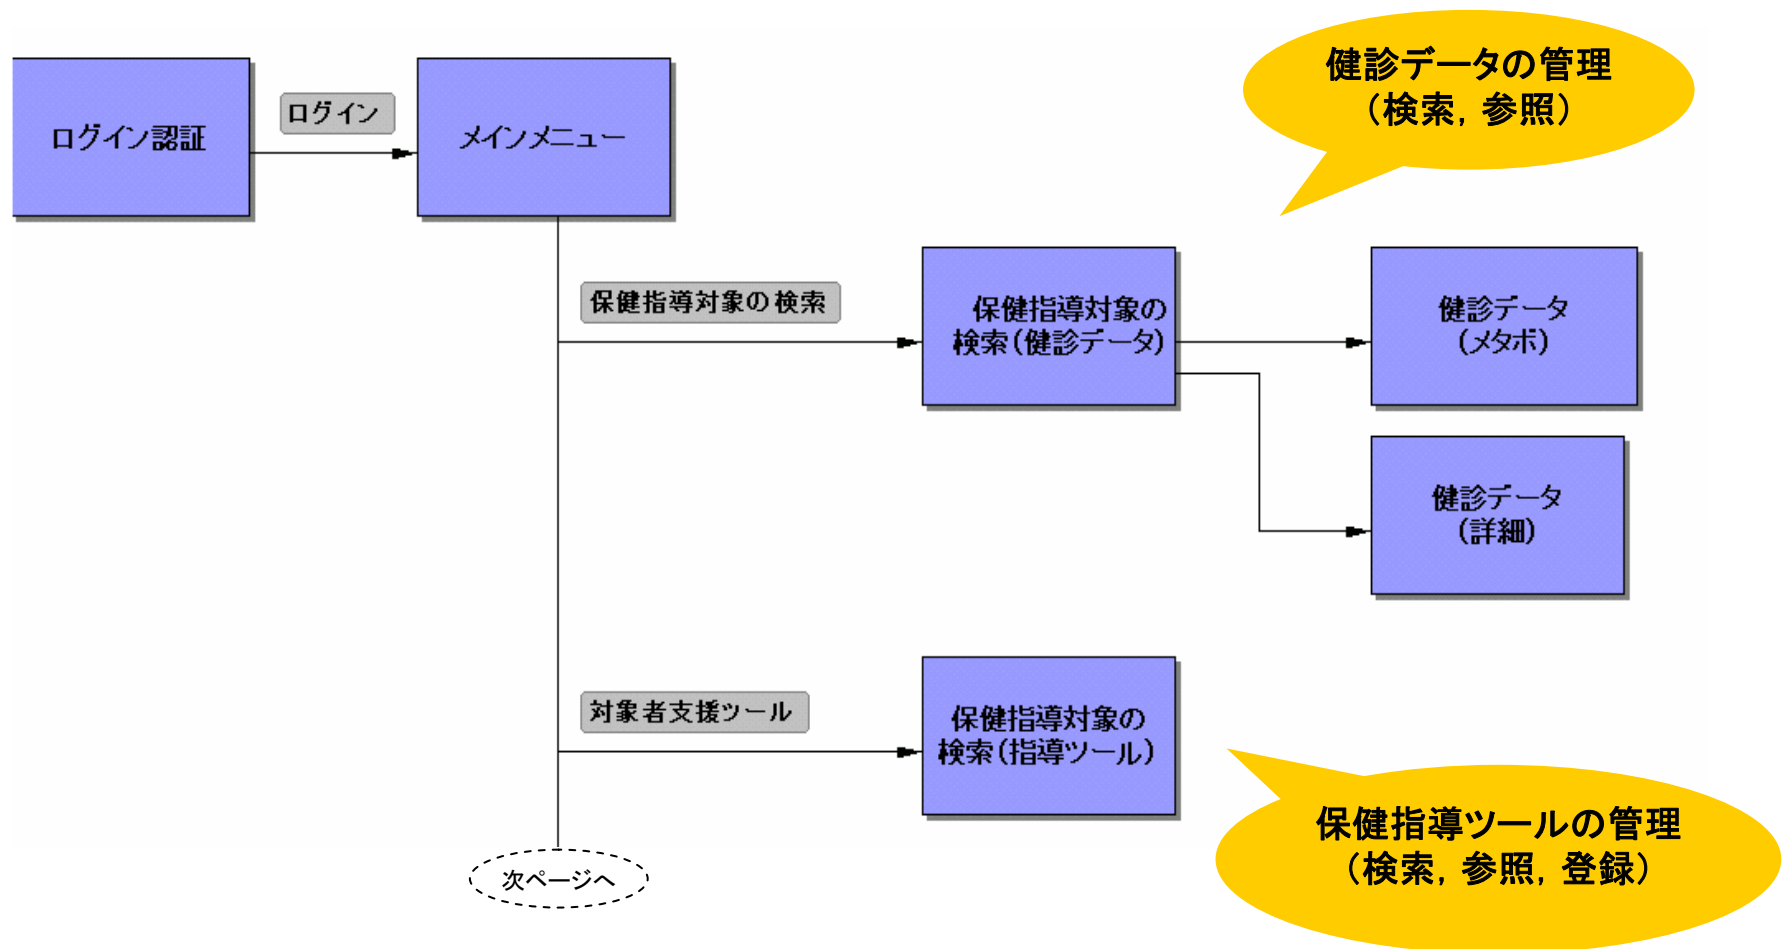 健診データの管理
（検索，参照）
ログイン認証
ログイン
メインメニュー
保健指導対象の検索
保健指導対象の
検索（健診データ）
健診データ
（メタボ）
健診データ
（詳細）
対象者支援ツール
保健指導対象の
検索（指導ツール）
保健指導ツールの管理
（検索，参照，登録）
次ページへ